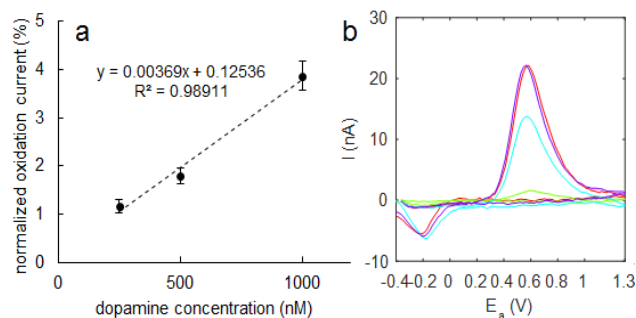 a
normalized oxidation current (%)
5
4
3
2
1
0
y = 0.00369x + 0.12536
R² = 0.98911
0
500
1000
dopamine concentration (nM)
b
I (nA)
30
20
10
0
-10
-0.4
-0.2
0
0.2
0.4
0.6
0.8
1
1.3
E_a (V)